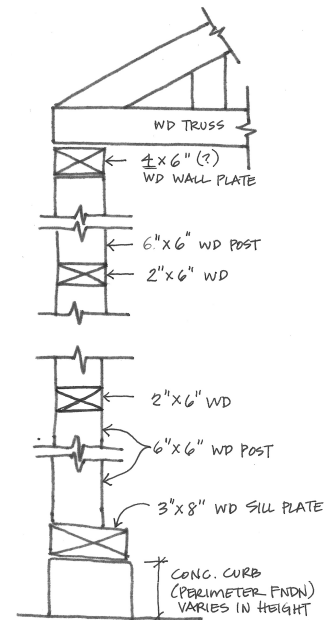 WD TRUSS
4x6" (?)
WD WALL PLATE
6"x6" WD POST
2"x6" WD
2"x6" WD
6"x6" WD POST
3"x8" WD SILL PLATE
CONC. CURB
(PERIMETER FNDN)
VARIES IN HEIGHT